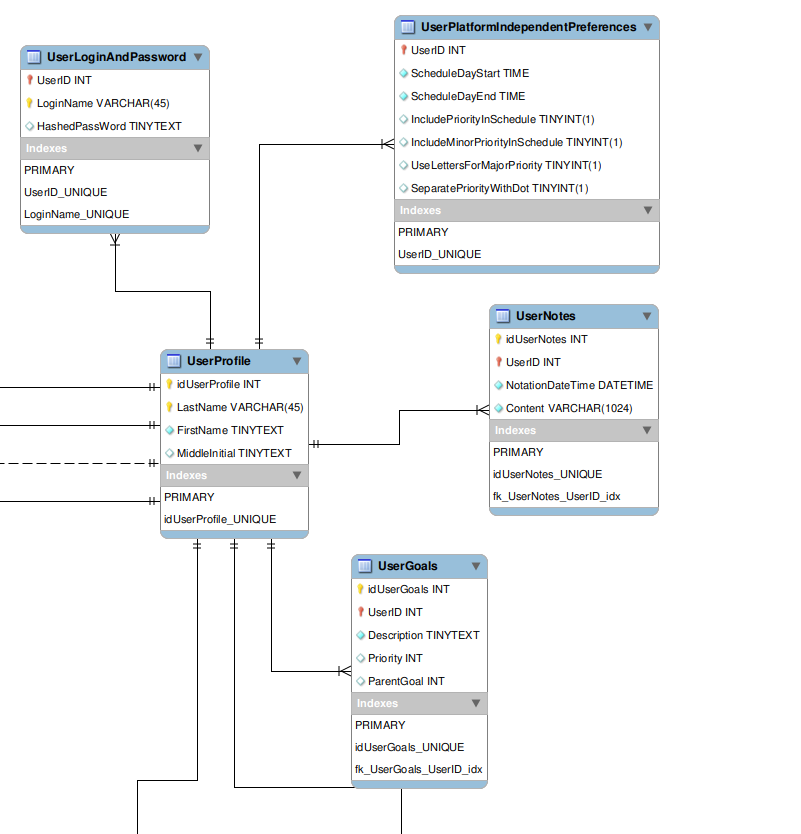 UserPlatformIndependentPreferences
UserID INT
ScheduleDayStart TIME
ScheduleDayEnd TIME
IncludePriorityInSchedule TINYINT(1)
IncludeMinorPriorityInSchedule TINYINT(1)
UseLettersForMajorPriority TINYINT(1)
SeparatePriorityWithDot TINYINT(1)
Indexes
PRIMARY
UserID_UNIQUE
UserLoginAndPassword
UserID INT
LoginName VARCHAR(45)
HashedPassWord TINYTEXT
Indexes
PRIMARY
UserID_UNIQUE
LoginName_UNIQUE
UserNotes
idUserNotes INT
UserID INT
NotationDateTime DATETIME
Content VARCHAR(1024)
Indexes
PRIMARY
idUserNotes_UNIQUE
fk_UserNotes_UserID_idx
UserProfile
idUserProfile INT
LastName VARCHAR(45)
FirstName TINYTEXT
MiddleInitial TINYTEXT
Indexes
PRIMARY
idUserProfile_UNIQUE
UserGoals
idUserGoals INT
UserID INT
Description TINYTEXT
Priority INT
ParentGoal INT
Indexes
PRIMARY
idUserGoals_UNIQUE
fk_UserGoals_UserID_idx